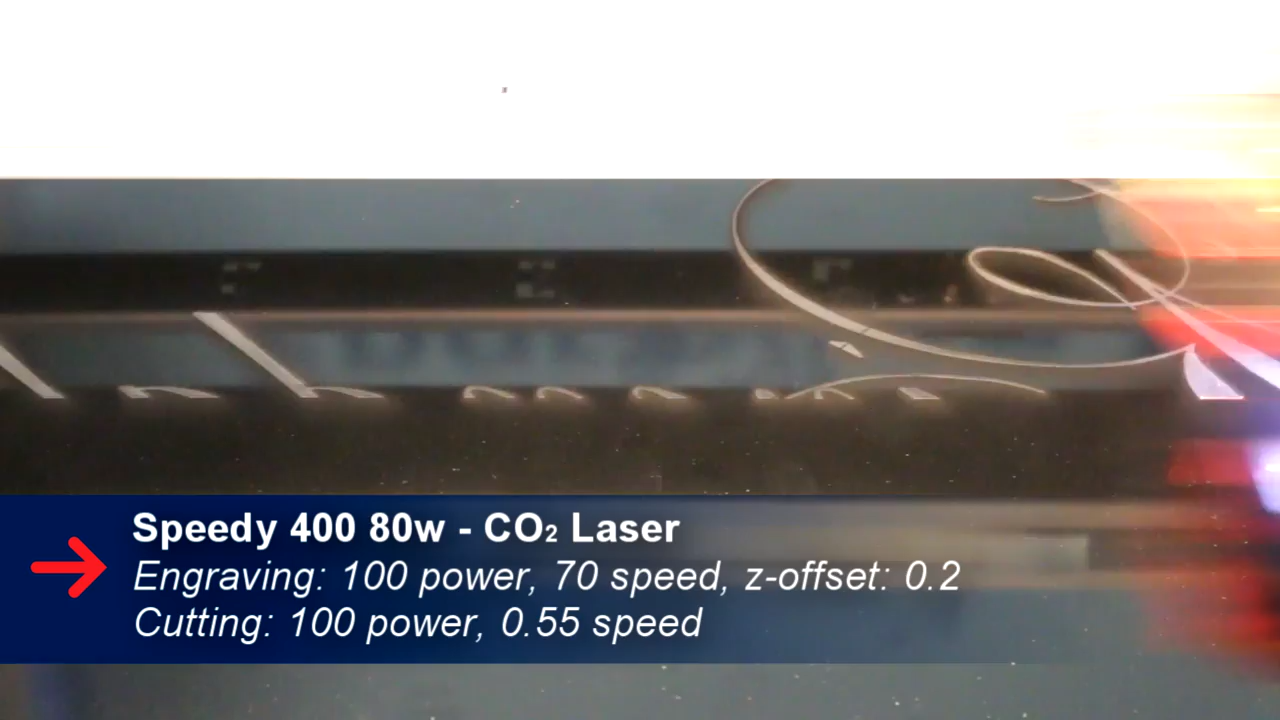 Speedy 400 80w - CO₂ Laser
Engraving: 100 power, 70 speed, z-offset: 0.2
Cutting: 100 power, 0.55 speed